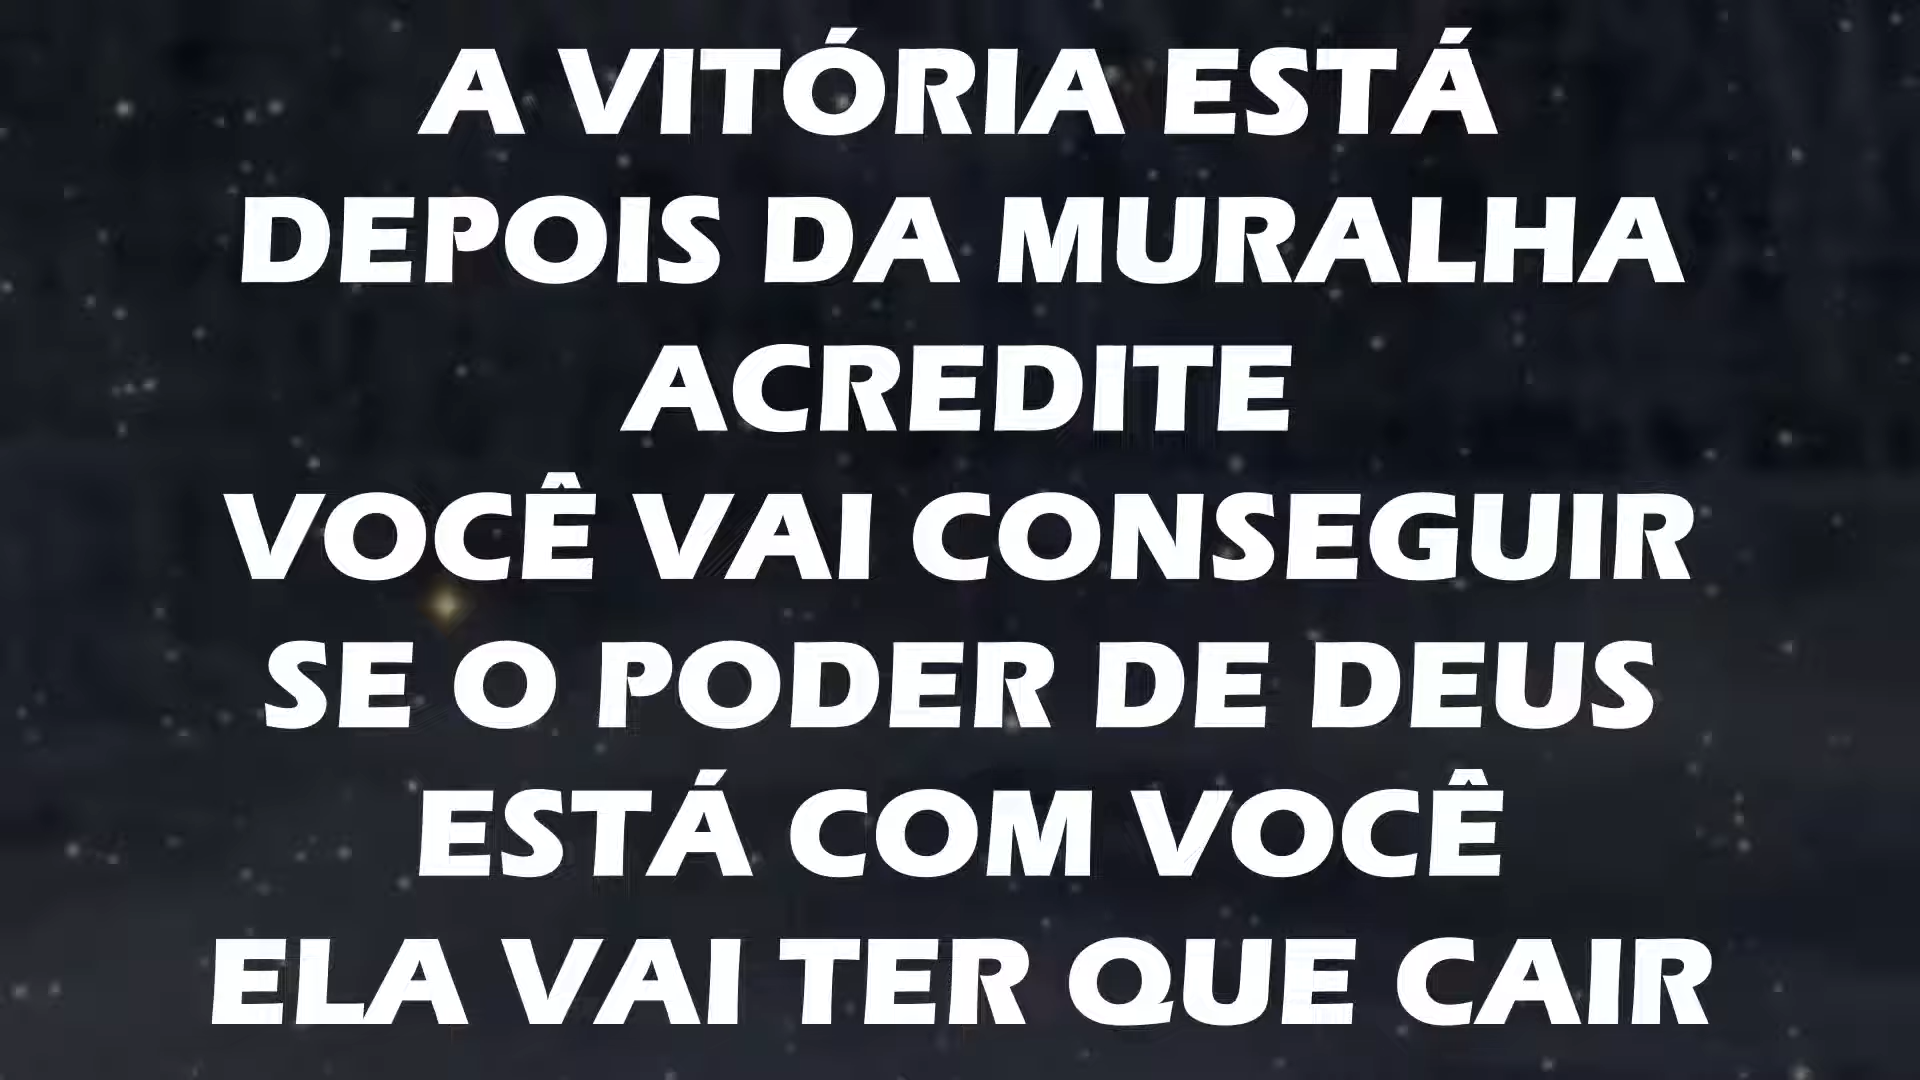 A VITÓRIA ESTÁ
DEPOIS DA MURALHA
ACREDITE
VOCÊ VAI CONSEGUIR
SE O PODER DE DEUS
ESTÁ COM VOCÊ
ELA VAI TER QUE CAIR